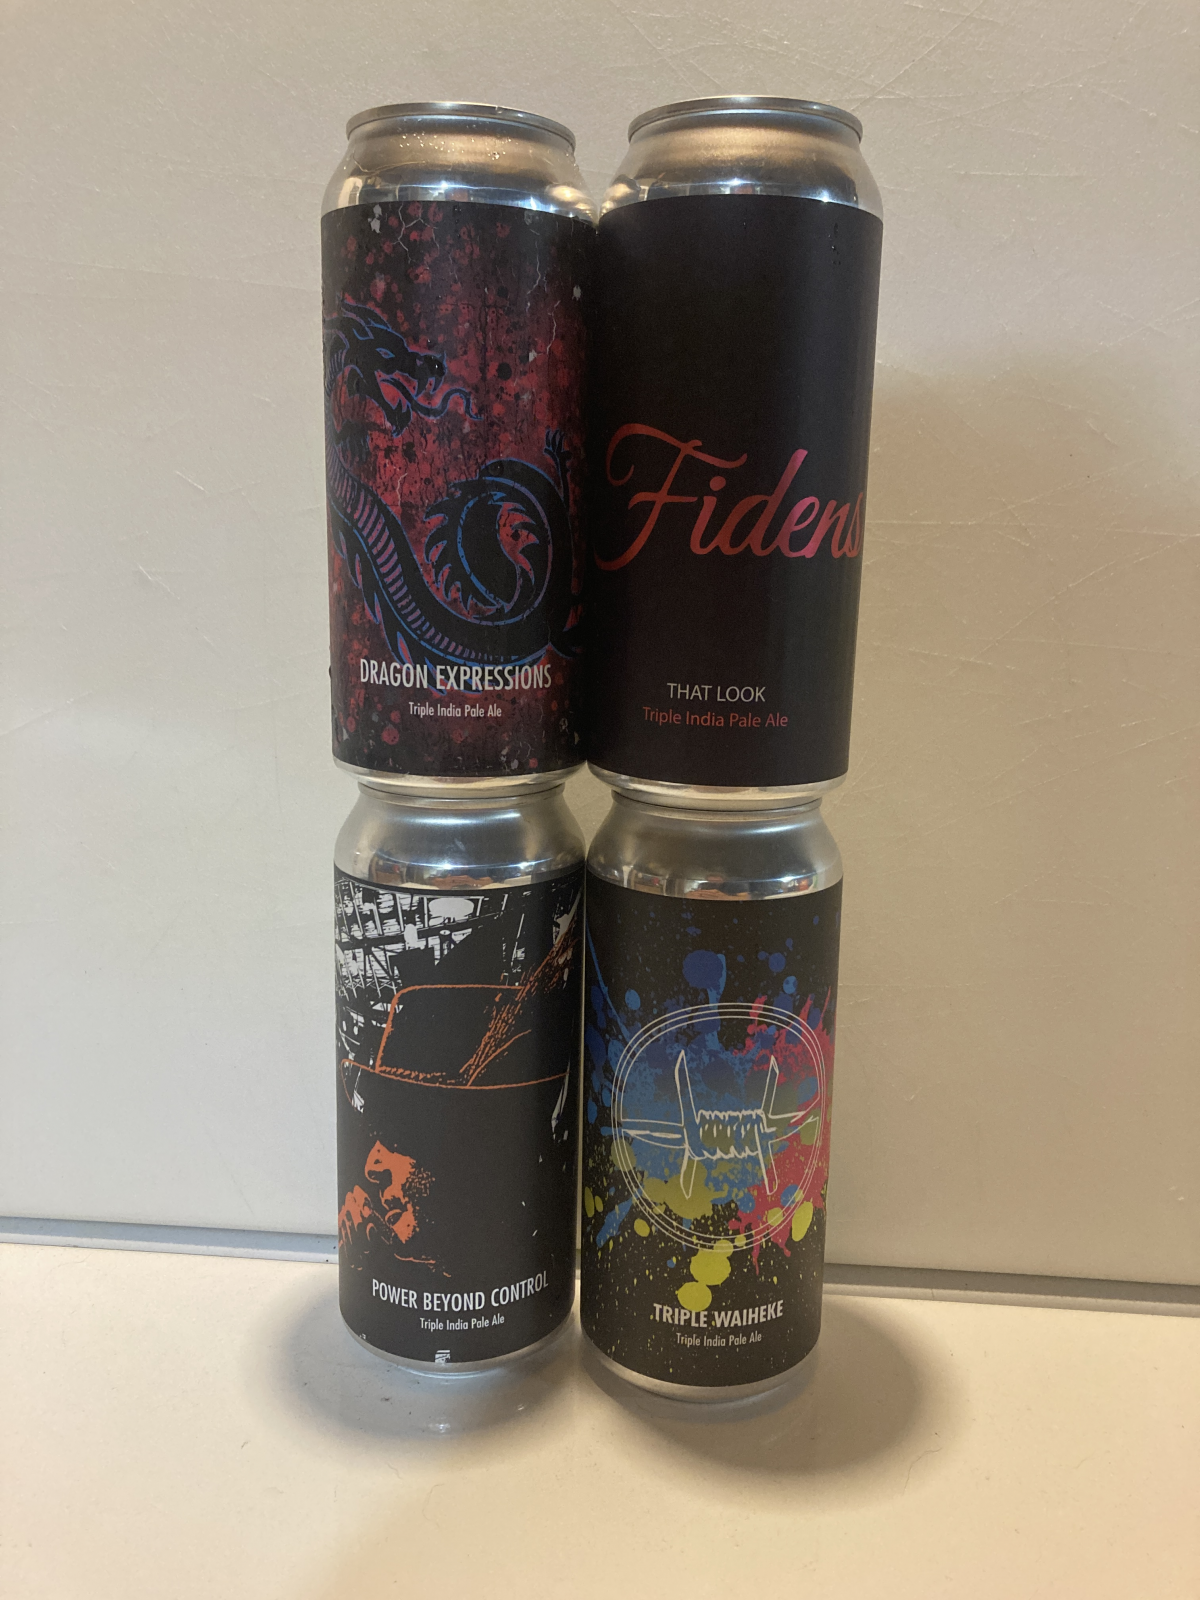 DRAGON EXPRESSIONS
Triple India Pale Ale
Fidens
THAT LOOK
Triple India Pale Ale
POWER BEYOND CONTROL
Triple India Pale Ale
TRIPLE WAIHEKE
Triple India Pale Ale